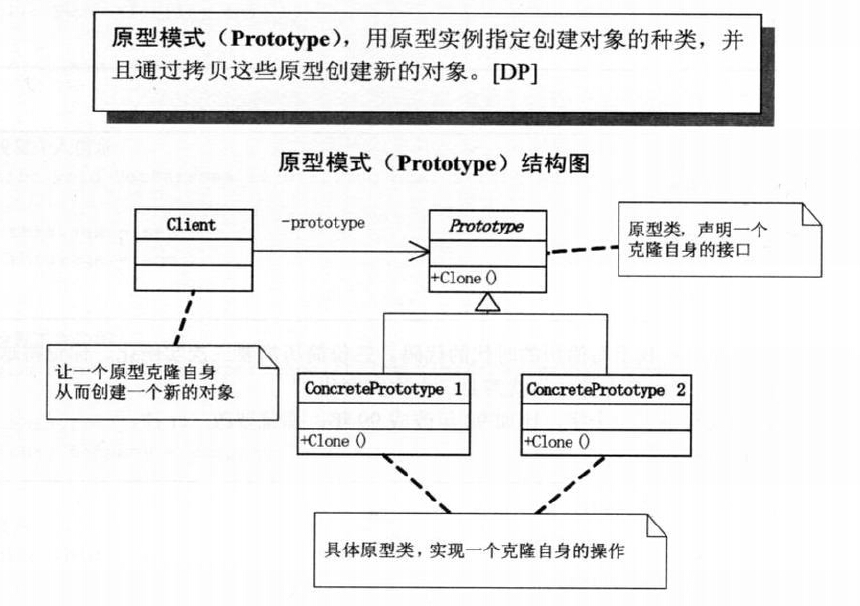 原型模式（Prototype），用原型实例指定创建对象的种类，并
且通过拷贝这些原型创建新的对象。[DP]
原型模式（Prototype）结构图
Client
-prototype
Prototype
+Clone()
原型类，声明一个
克隆自身的接口
让一个原型克隆自身
从而创建一个新的对象
ConcretePrototype 1
+Clone()
ConcretePrototype 2
+Clone()
具体原型类，实现一个克隆自身的操作